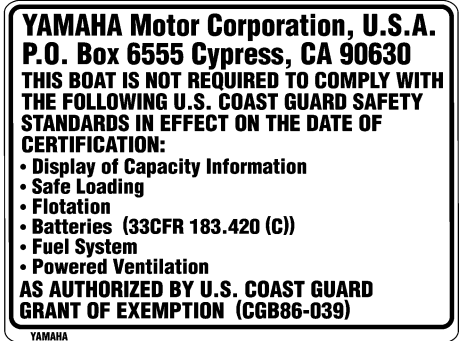 YAMAHA Motor Corporation, U.S.A.
P.O. Box 6555 Cypress, CA 90630
THIS BOAT IS NOT REQUIRED TO COMPLY WITH
THE FOLLOWING U.S. COAST GUARD SAFETY
STANDARDS IN EFFECT ON THE DATE OF
CERTIFICATION:
• Display of Capacity Information
• Safe Loading
• Flotation
• Batteries (33CFR 183.420 (C))
• Fuel System
• Powered Ventilation
AS AUTHORIZED BY U.S. COAST GUARD
GRANT OF EXEMPTION (CGB86-039)
YAMAHA